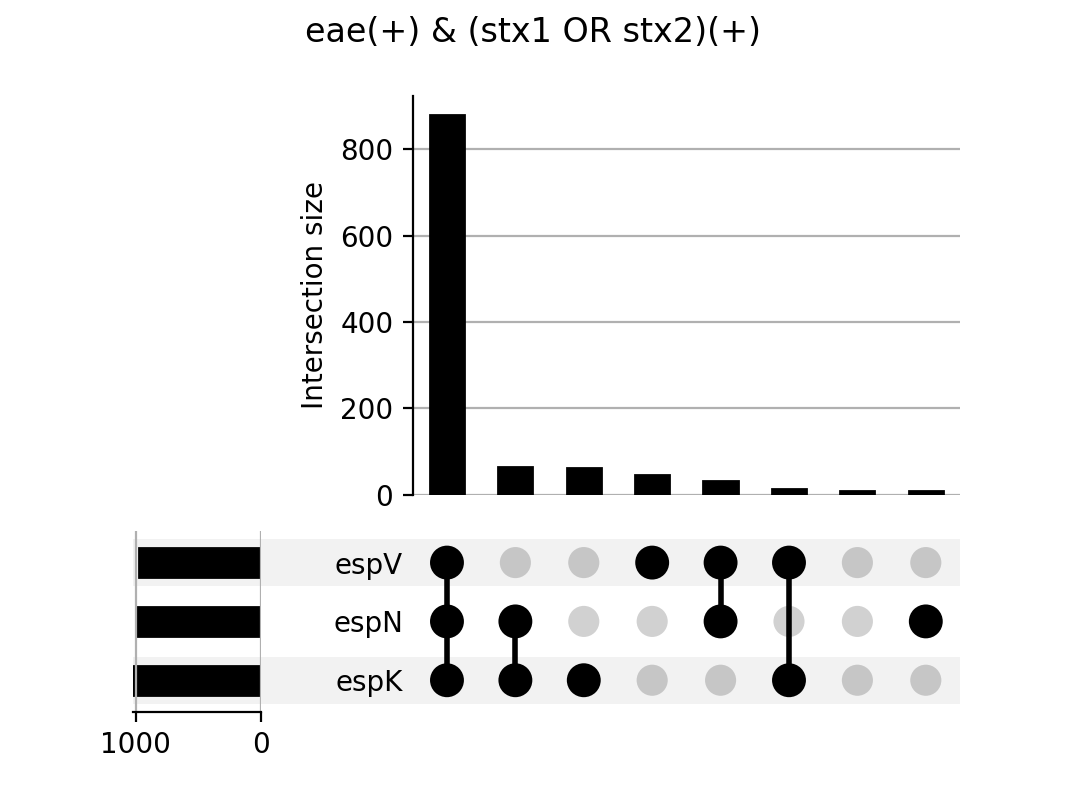 eae(+) & (stx1 OR stx2)(+)
800
600
400
200
0
Intersection size
espV
espN
espK
1000 0